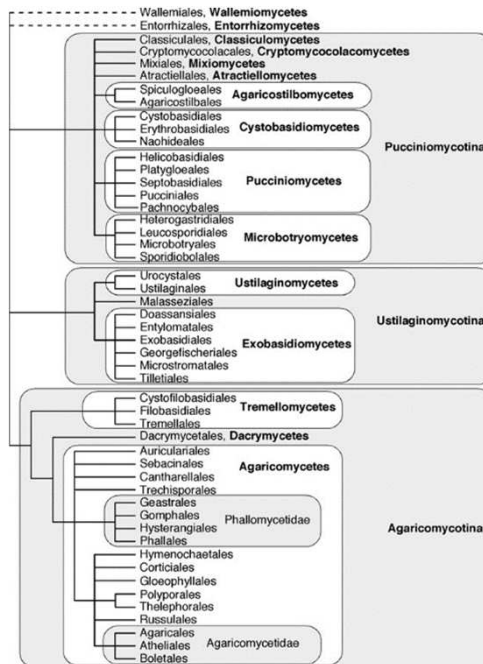 Wallemiales, Wallemiomycetes
Entorrhizales, Entorrhizomycetes
Classiculales, Classiculomycetes
Cryptomycocolacales, Cryptomycocolacomycetes
Mixiales, Mixiomycetes
Atractiellales, Atractiellomycetes
Spiculogloeales
Agaricostilbales
Agaricostilbomycetes
Cystobasidiales
Erythrobasidiales
Naohideales
Cystobasidiomycetes
Pucciniomycotina
Helicobasidiales
Platygloeales
Septobasidiales
Pucciniales
Pachnocybales
Pucciniomycetes
Heterogastridiales
Leucosporidiales
Microbotryales
Sporidiobolales
Microbotryomycetes
Urocystales
Ustilaginales
Ustilaginomycetes
Malasseziales
Ustilaginomycotina
Doassansiales
Entylomatales
Exobasidiales
Georgefischeriales
Microstromatales
Tilletiales
Exobasidiomycetes
Cystofilobasidiales
Filobasidiales
Tremellales
Tremellomycetes
Dacrymycetales, Dacrymycetes
Auriculariales
Sebacinales
Cantharellales
Trechisporales
Agaricomycetes
Geastrales
Gomphales
Hysterangiales
Phallales
Phallomycetidae
Agaricomycotina
Hymenochaetales
Corticiales
Gloeophyllales
Polyporales
Thelephorales
Russulales
Agaricales
Atheliales
Boletales
Agaricomycetidae